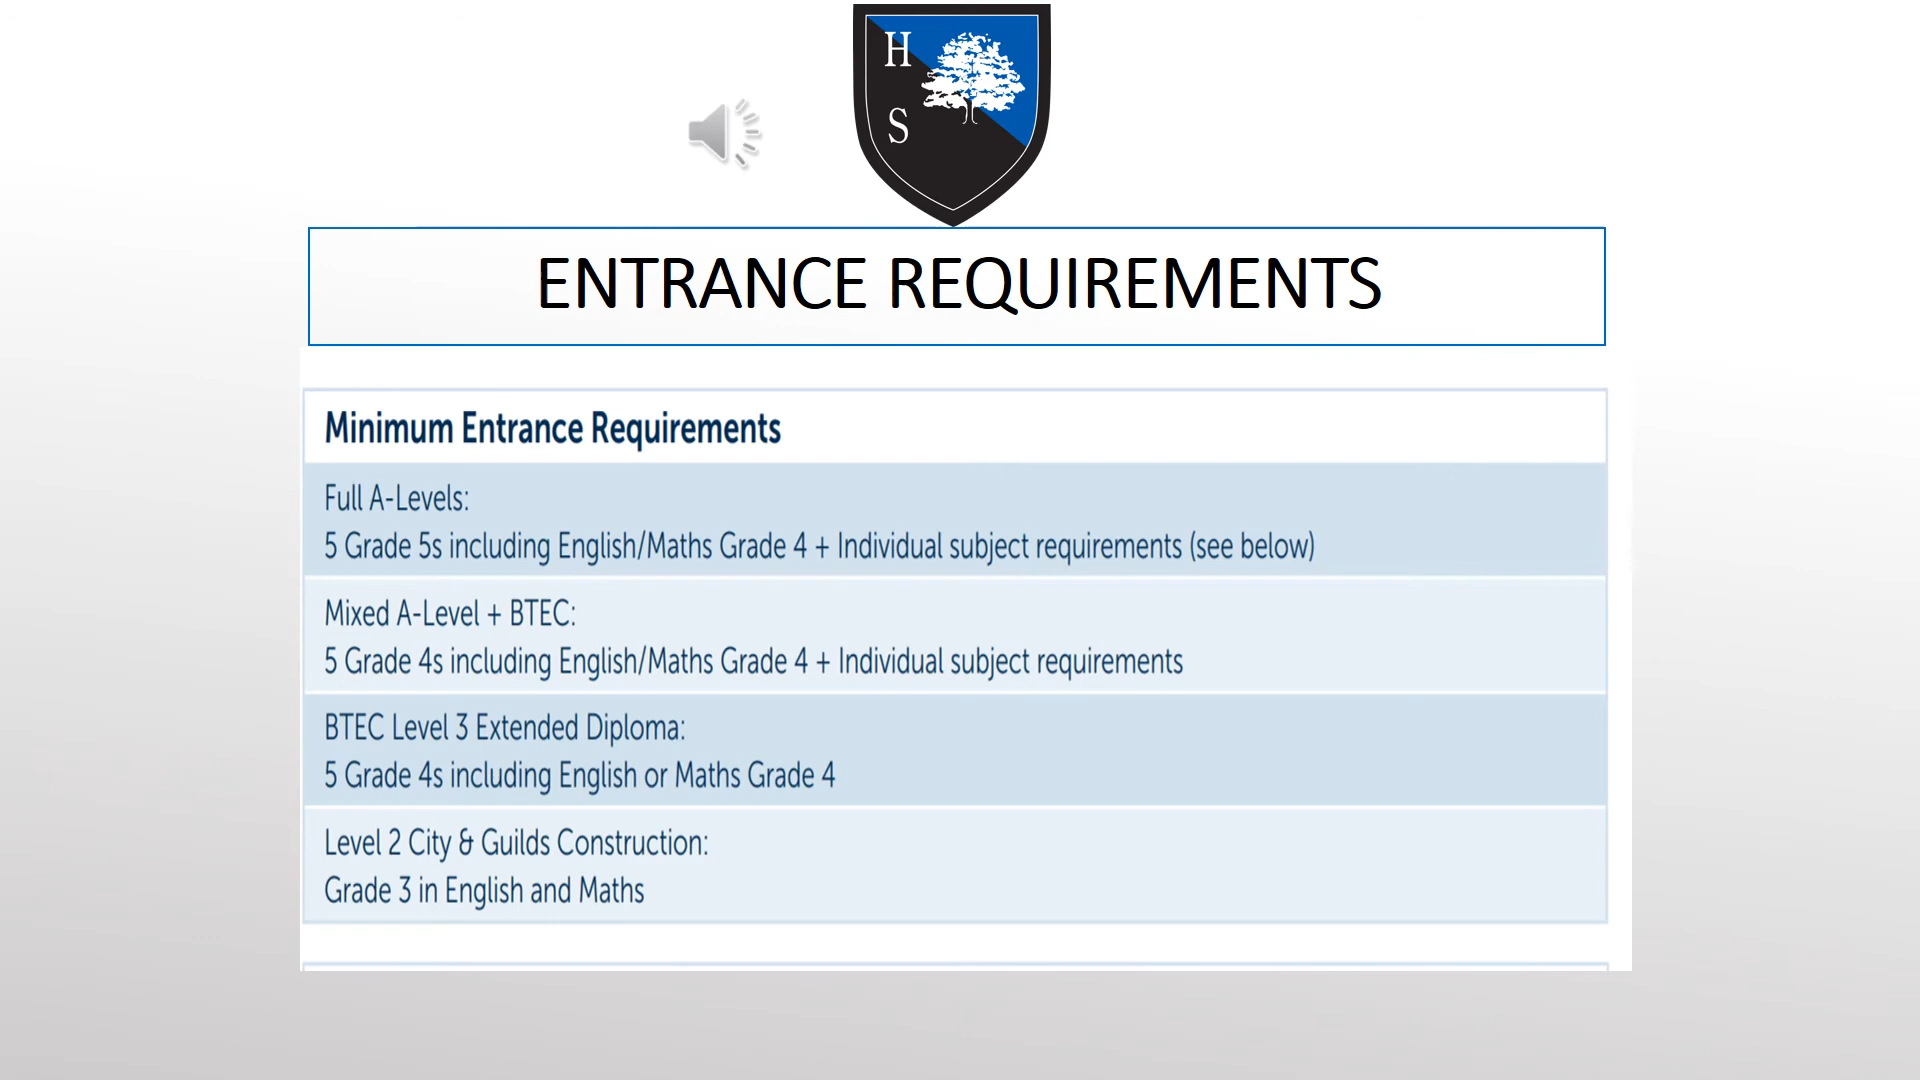 H
S
ENTRANCE REQUIREMENTS
Minimum Entrance Requirements
Full A-Levels:
5 Grade 5s including English/Maths Grade 4 + Individual subject requirements (see below)
Mixed A-Level + BTEC:
5 Grade 4s including English/Maths Grade 4 + Individual subject requirements
BTEC Level 3 Extended Diploma:
5 Grade 4s including English or Maths Grade 4
Level 2 City & Guilds Construction:
Grade 3 in English and Maths